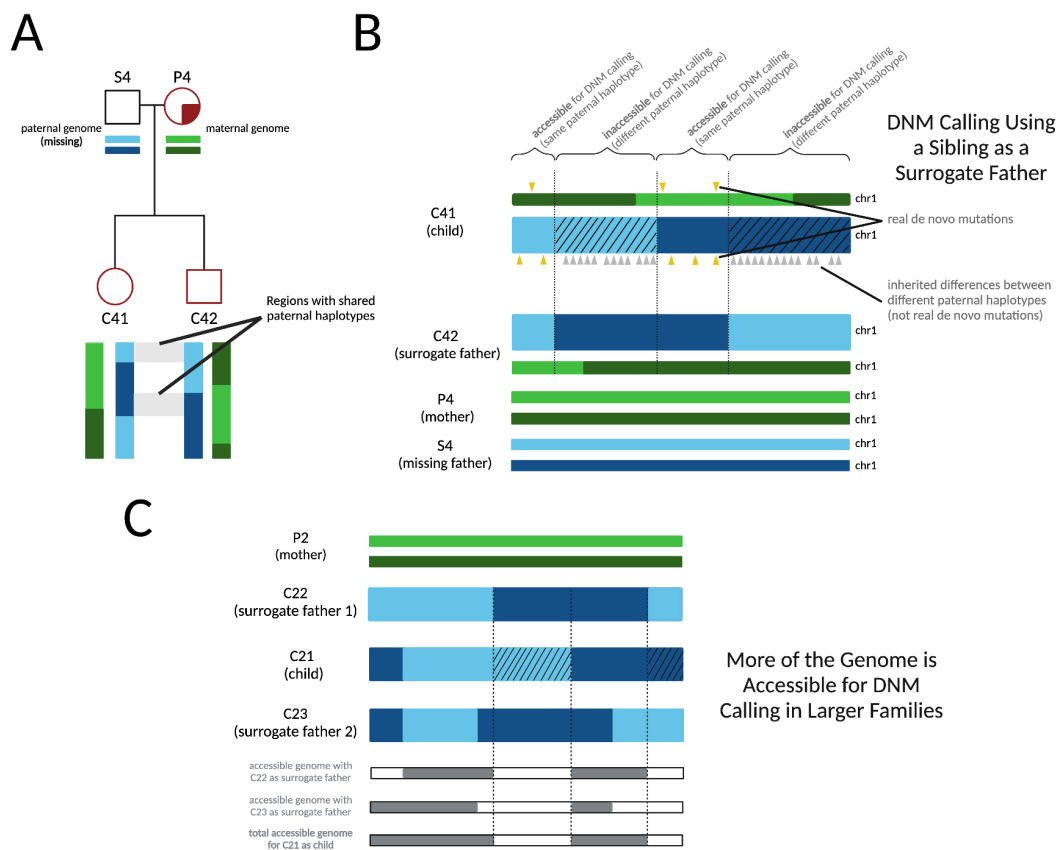 A
S4
P4
paternal genome
(missing)
maternal genome
C41
C42
Regions with shared
paternal haplotypes
B
accessible for DNM calling
(same paternal haplotype)
inaccessible for DNM calling
(different paternal haplotype)
accessible for DNM calling
(same paternal haplotype)
inaccessible for DNM calling
(different paternal haplotype)
DNM Calling Using
a Sibling as a
Surrogate Father
C41
(child)
chr1
chr1
real de novo mutations
inherited differences between
different paternal haplotypes
(not real de novo mutations)
C42
(surrogate father)
chr1
chr1
P4
(mother)
chr1
chr1
S4
(missing father)
chr1
chr1
C
P2
(mother)
C22
(surrogate father 1)
C21
(child)
C23
(surrogate father 2)
More of the Genome is
Accessible for DNM
Calling in Larger Families
accessible genome with
C22 as surrogate father
accessible genome with
C23 as surrogate father
total accessible genome
for C21 as child